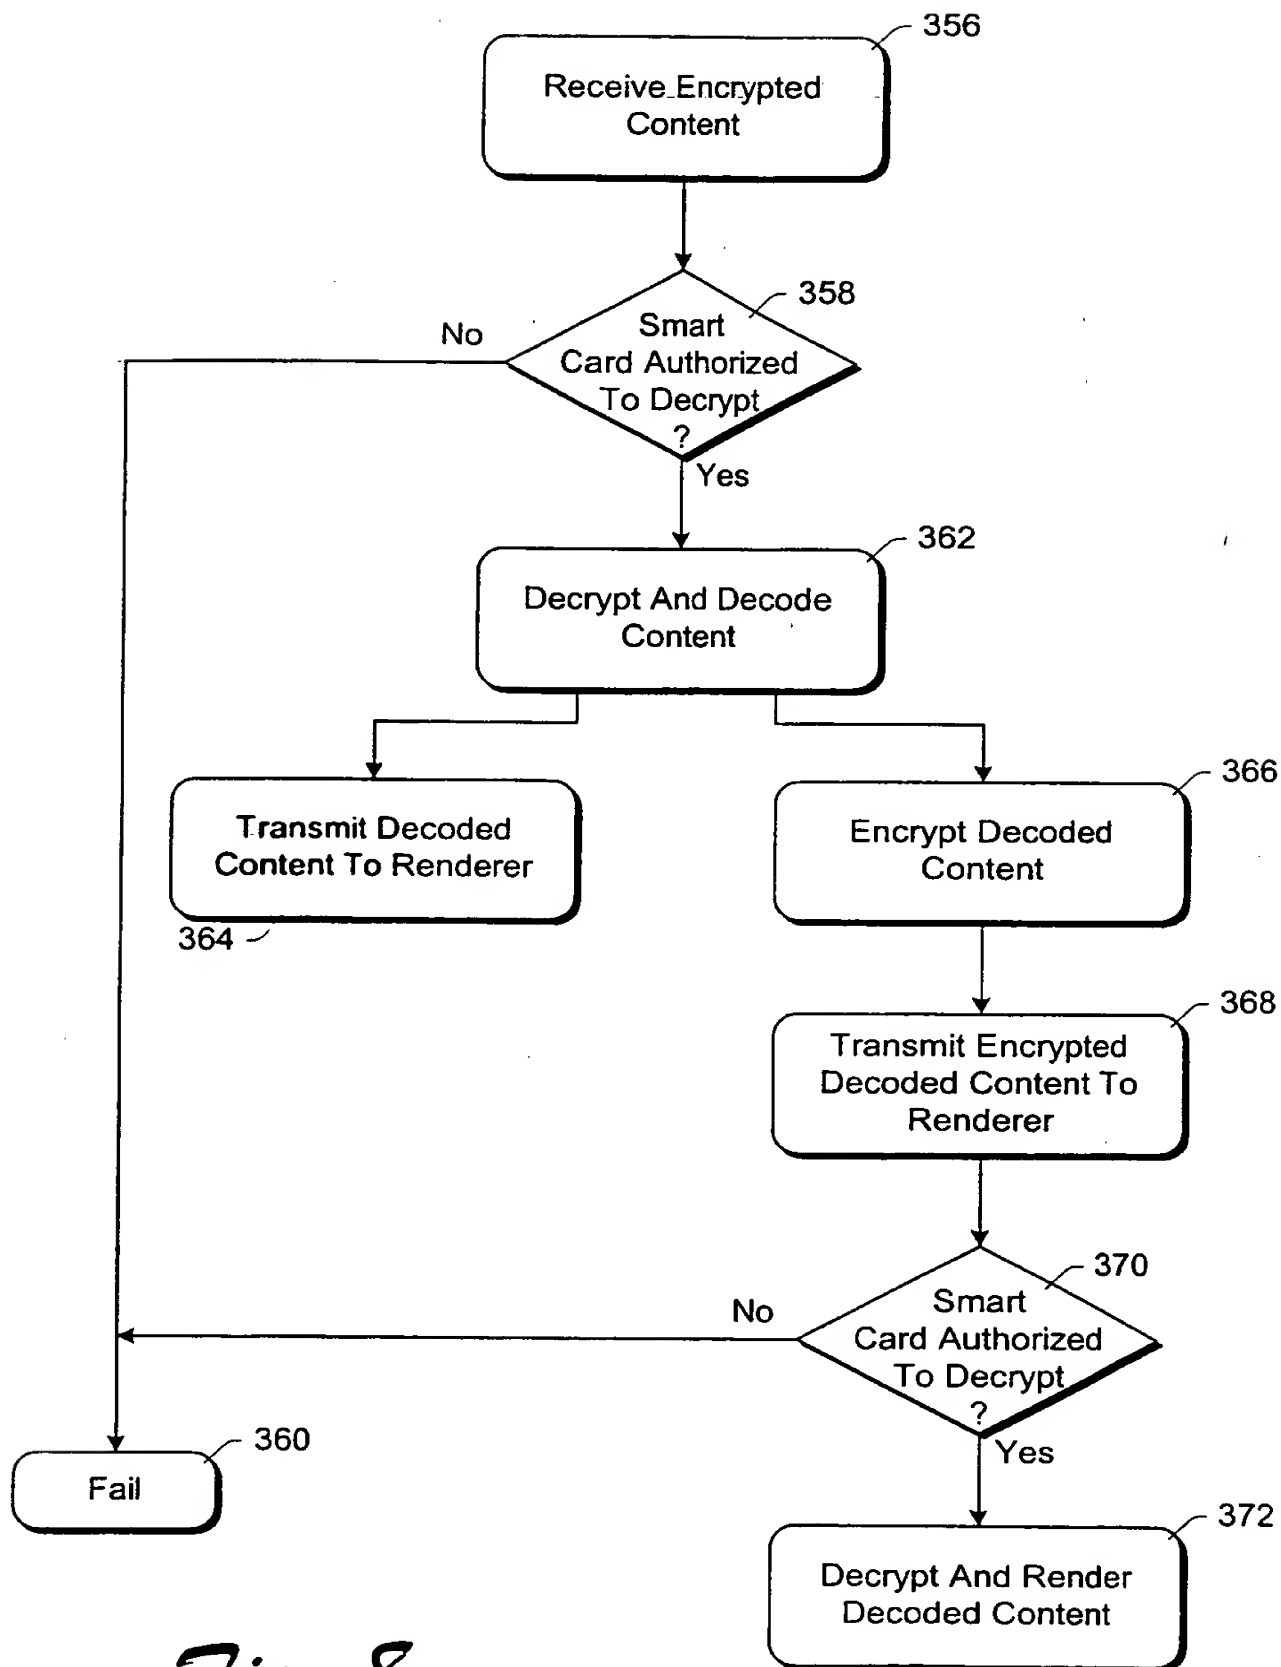 356
Receive Encrypted
Content
358
No
Smart
Card Authorized
To Decrypt
?
Yes
362
Decrypt And Decode
Content
366
Transmit Decoded
Content To Renderer
364
Encrypt Decoded
Content
368
Transmit Encrypted
Decoded Content To
Renderer
370
No
Smart
Card Authorized
To Decrypt
?
Yes
360
Fail
372
Decrypt And Render
Decoded Content
Fig. 8